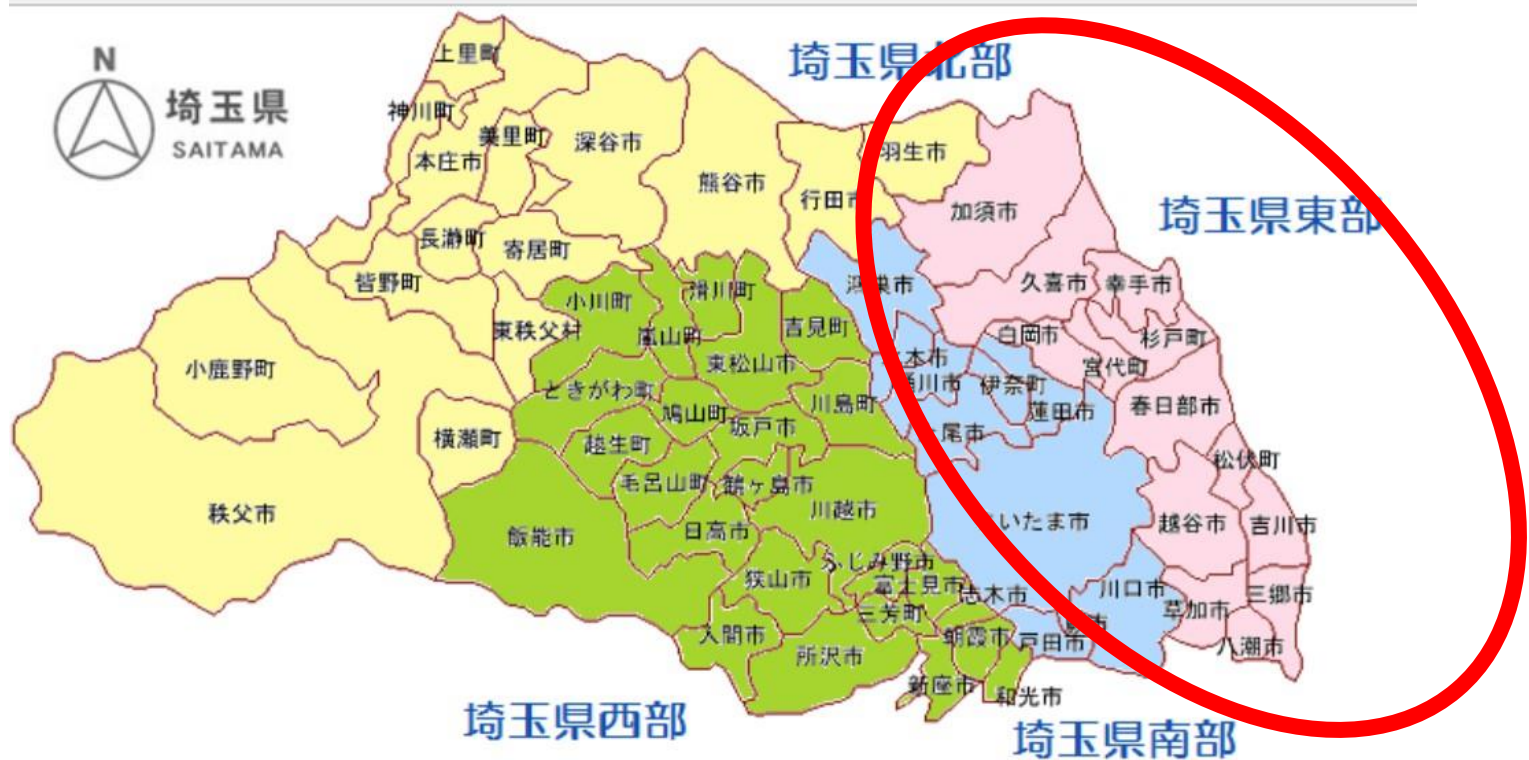 N
埼玉県
SAITAMA
埼玉県北部
上里町
神川町
美里町
深谷市
本庄市
熊谷市
行田市
羽生市
加須市
埼玉県東部
長瀞町
寄居町
皆野町
小川町
滑川町
鴻巣市
久喜市
幸手市
東秩父村
嵐山町
吉見町
白岡市
杉戸町
小鹿野町
東松山市
本市
宮代町
ときがわ町
川島町
桶川市
伊奈町
蓮田市
春日部市
横瀬町
鳩山町
坂戸市
尾市
越生町
松伏町
毛呂山町
鶴ヶ島市
秩父市
飯能市
日高市
川越市
いたま市
越谷市
吉川市
狭山市
ふじみ野市
富士見市
志木市
川口市
三郷市
三芳町
草加市
入間市
所沢市
朝霞市
戸田市
市
八潮市
新座市
和光市
埼玉県西部
埼玉県南部